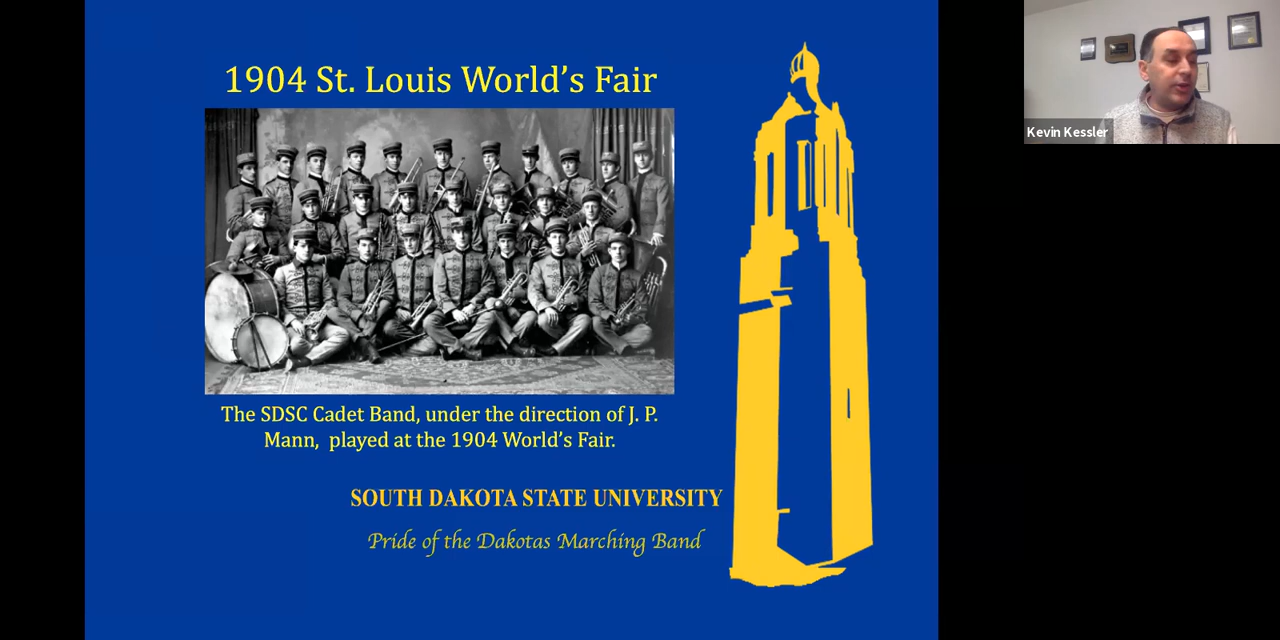 1904 St. Louis World’s Fair
The SDSC Cadet Band, under the direction of J. P.
Mann,  played at the 1904 World’s Fair.
SOUTH DAKOTA STATE UNIVERSITY
Pride of the Dakotas Marching Band
Kevin Kessler